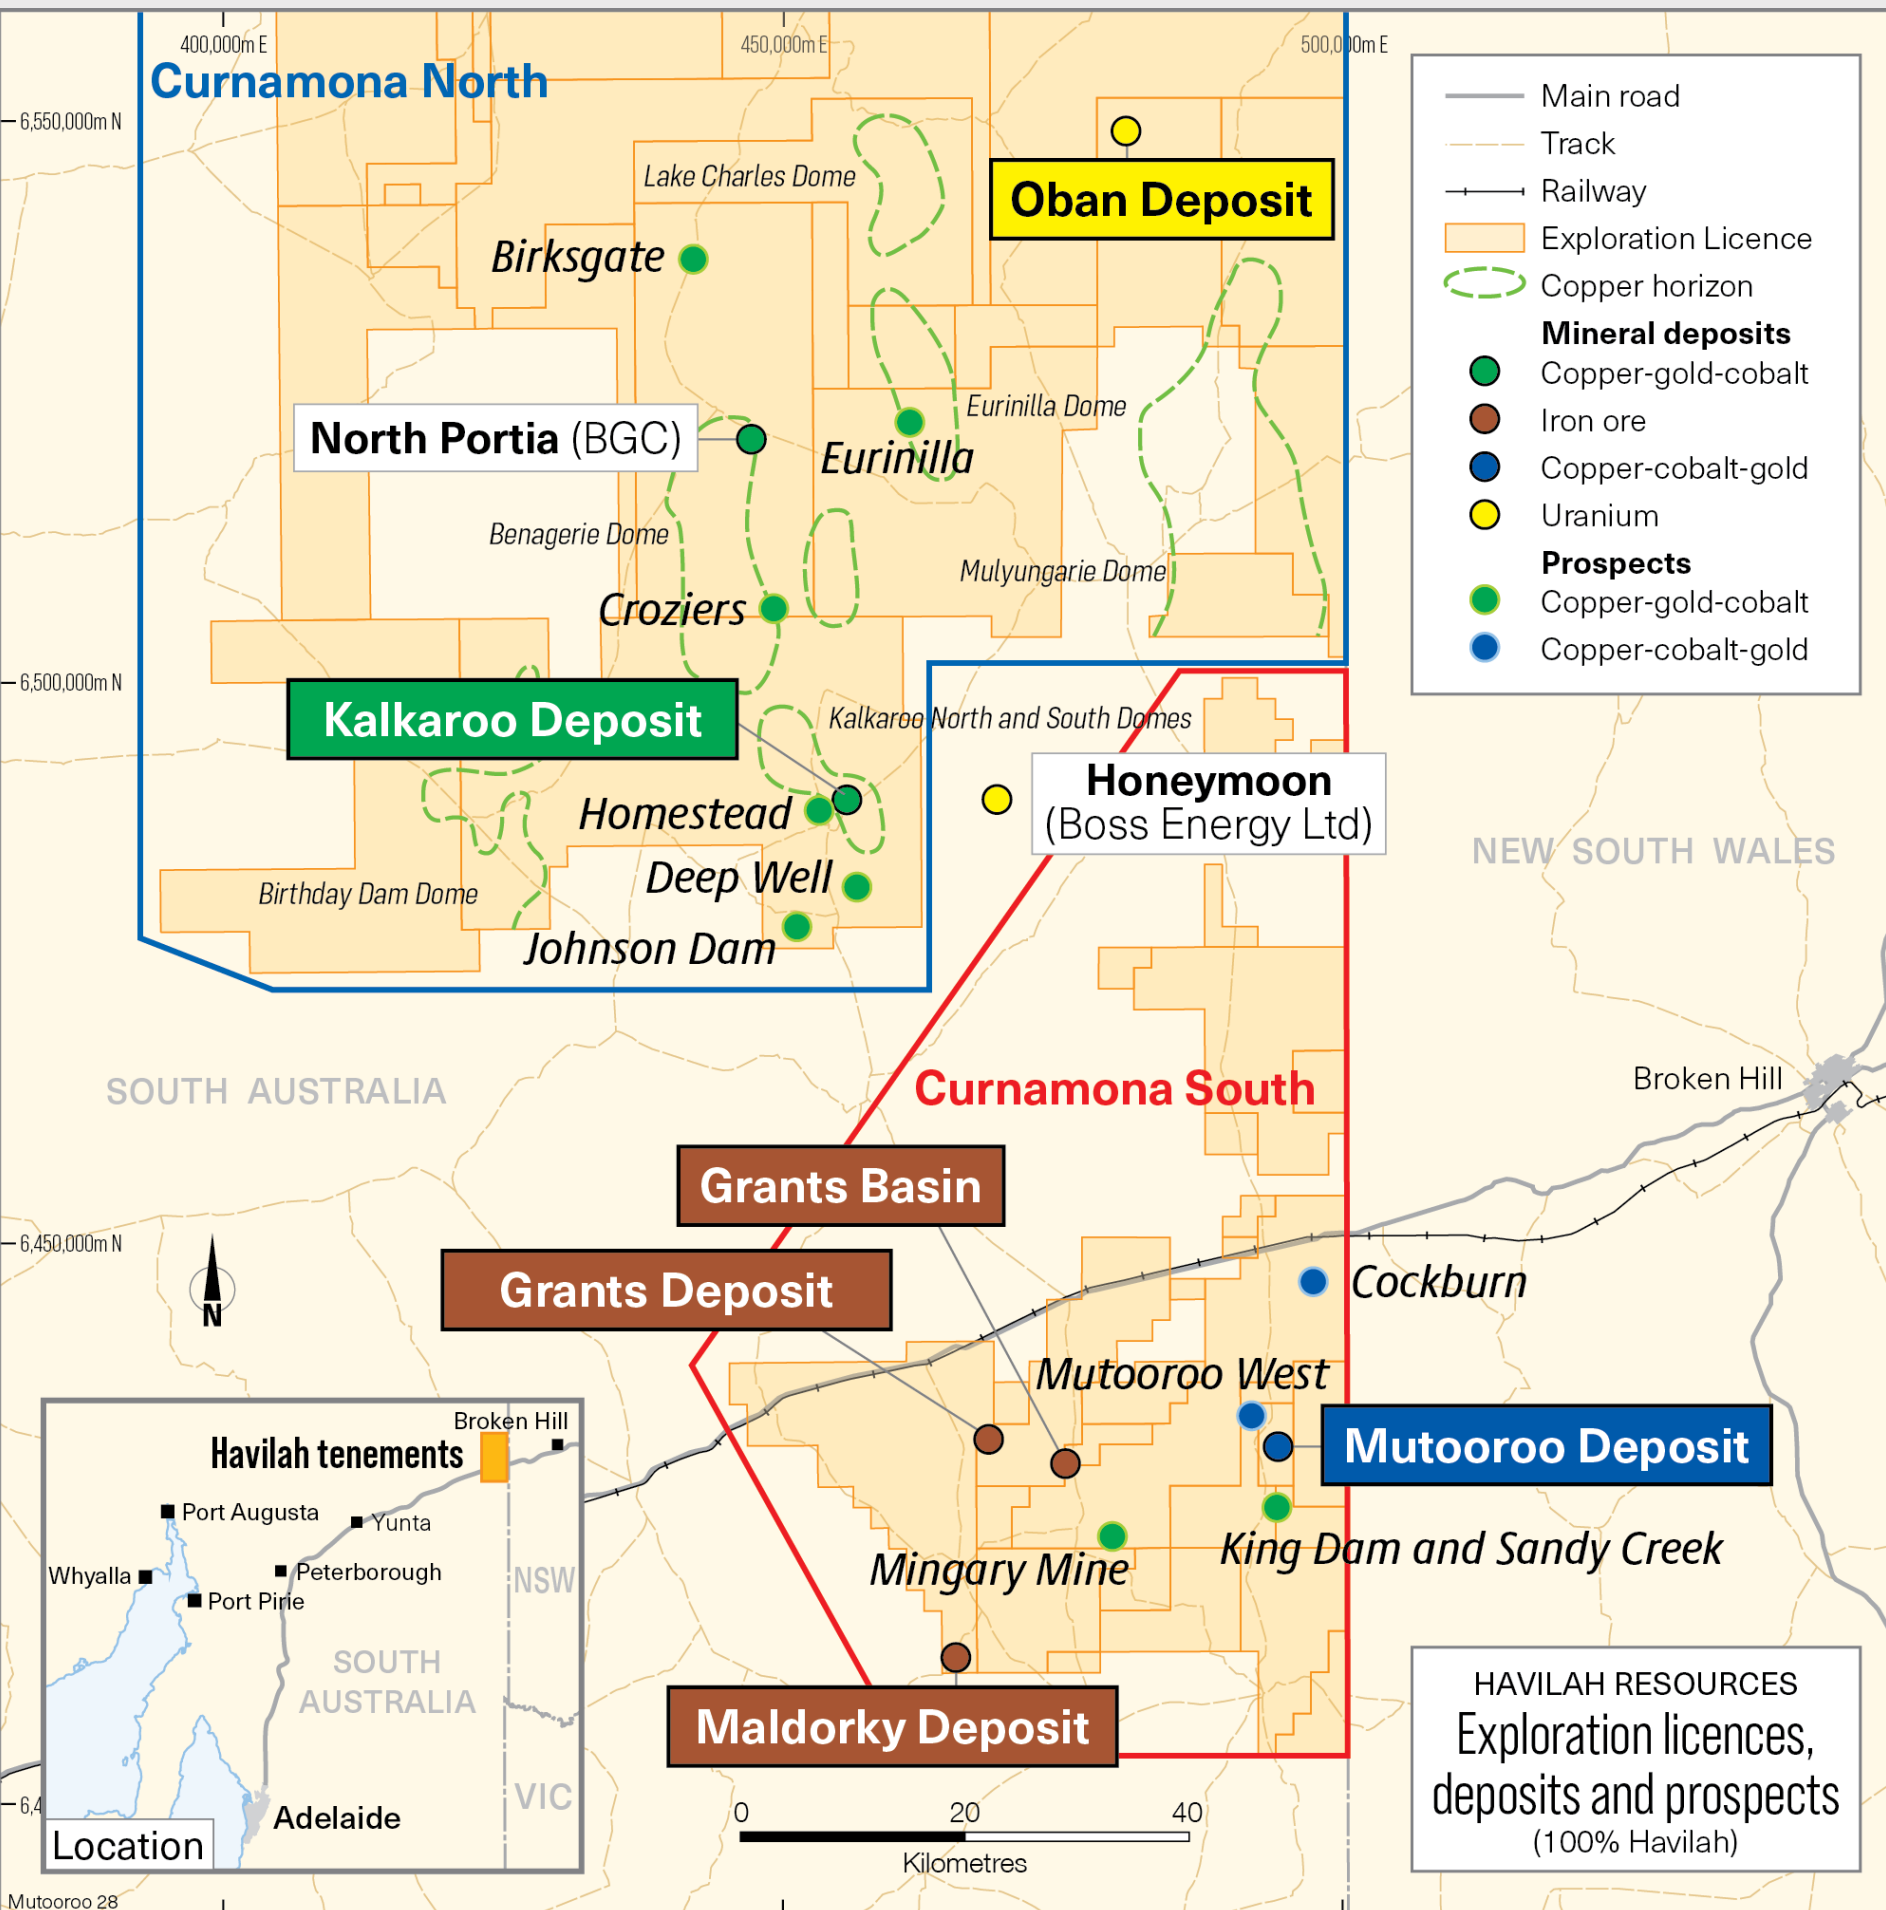 400,000m E
450,000m E
500,000m E
Curnamona North
6,550,000m N
Lake Charles Dome
Oban Deposit
Birksgate
North Portia (BGC)
Eurinilla Dome
Eurinilla
Benagerie Dome
Mulyungarie Dome
Croziers
6,500,000m N
Kalkaroo Deposit
Kalkaroo North and South Domes
Honeymoon
(Boss Energy Ltd)
Homestead
Deep Well
Birthday Dam Dome
Johnson Dam
Main road
Track
Railway
Exploration Licence
Copper horizon
Mineral deposits
Copper-gold-cobalt
Iron ore
Copper-cobalt-gold
Uranium
Prospects
Copper-gold-cobalt
Copper-cobalt-gold
NEW SOUTH WALES
SOUTH AUSTRALIA
Curnamona South
Broken Hill
Grants Basin
6,450,000m N
Grants Deposit
N
Cockburn
Mutooroo West
Mutooroo Deposit
King Dam and Sandy Creek
Mingary Mine
Maldorky Deposit
Broken Hill
Havilah tenements
Port Augusta
Yunta
Whyalla
Peterborough
NSW
Port Pirie
SOUTH
AUSTRALIA
VIC
Adelaide
6,4
Location
0 20 40
Kilometres
HAVILAH RESOURCES
Exploration licences,
deposits and prospects
(100% Havilah)
Mutooroo 28